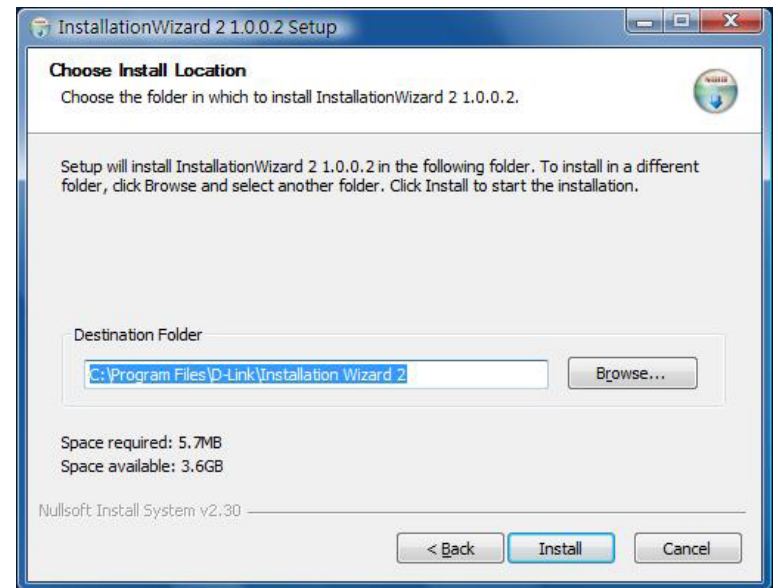 InstallationWizard 2 1.0.0.2 Setup
Choose Install Location
Choose the folder in which to install InstallationWizard 2 1.0.0.2.
Setup will install InstallationWizard 2 1.0.0.2 in the following folder. To install in a different
folder, click Browse and select another folder. Click Install to start the installation.
Destination Folder
C:\Program Files\D-Link\Installation Wizard 2
Browse...
Space required: 5.7MB
Space available: 3.6GB
Nullsoft Install System v2.30
< Back
Install
Cancel